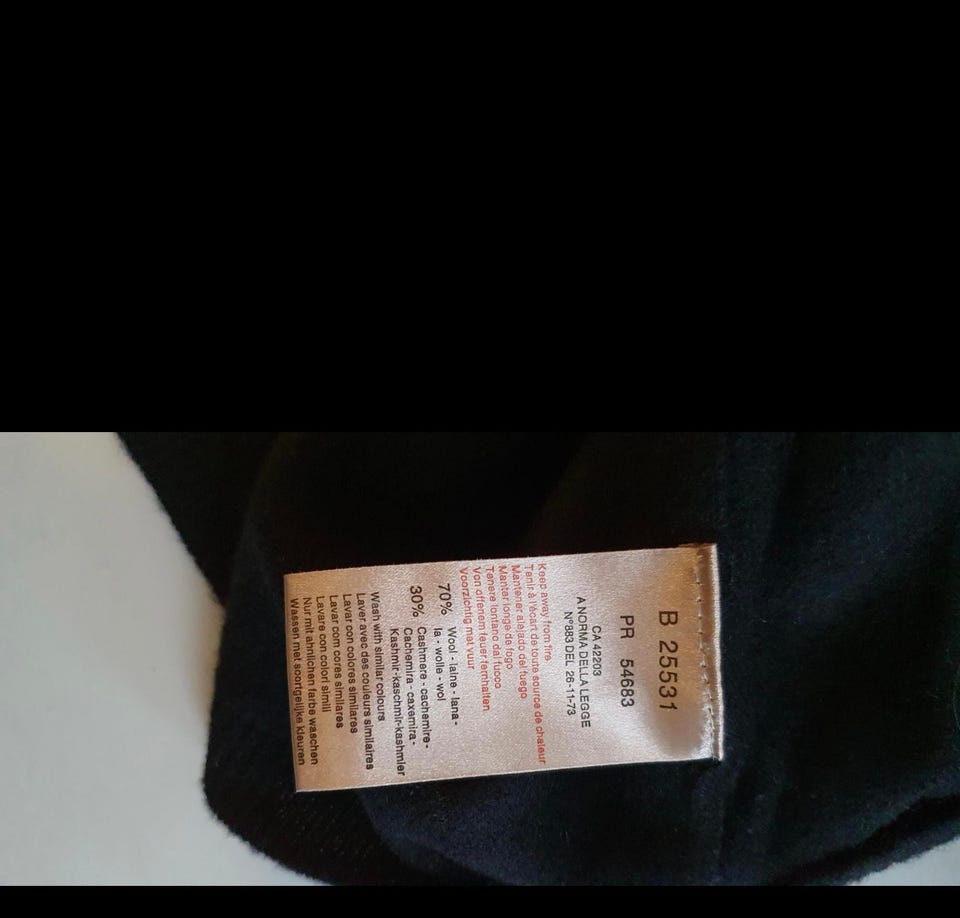 B 25531
PR 54683
CA 42203
A NORMA DELLA LEGGE
N°883 DEL 26-11-73
Keep away from fire
Tenir à l'écart de toute source de chaleur
Mantener alejado del fuego
Mantar longe de fogo
Tenere lontano dal fuoco
Von offenem feuer fernhalten
Voorzichtig met vuur
70% Wool - laine - lana -
la - wolle - wol
30% Cashmere - cachemire -
Cachemira - caxemira -
Kashmir-kaschmir-kashmier
Wash with similar colours
Laver avec des couleurs similaires
Lavar con colores similares
Lavar com cores similares
Lavare con colori simili
Nur mit ähnlichen farbe waschen
Wassen met soortgelijke kleuren